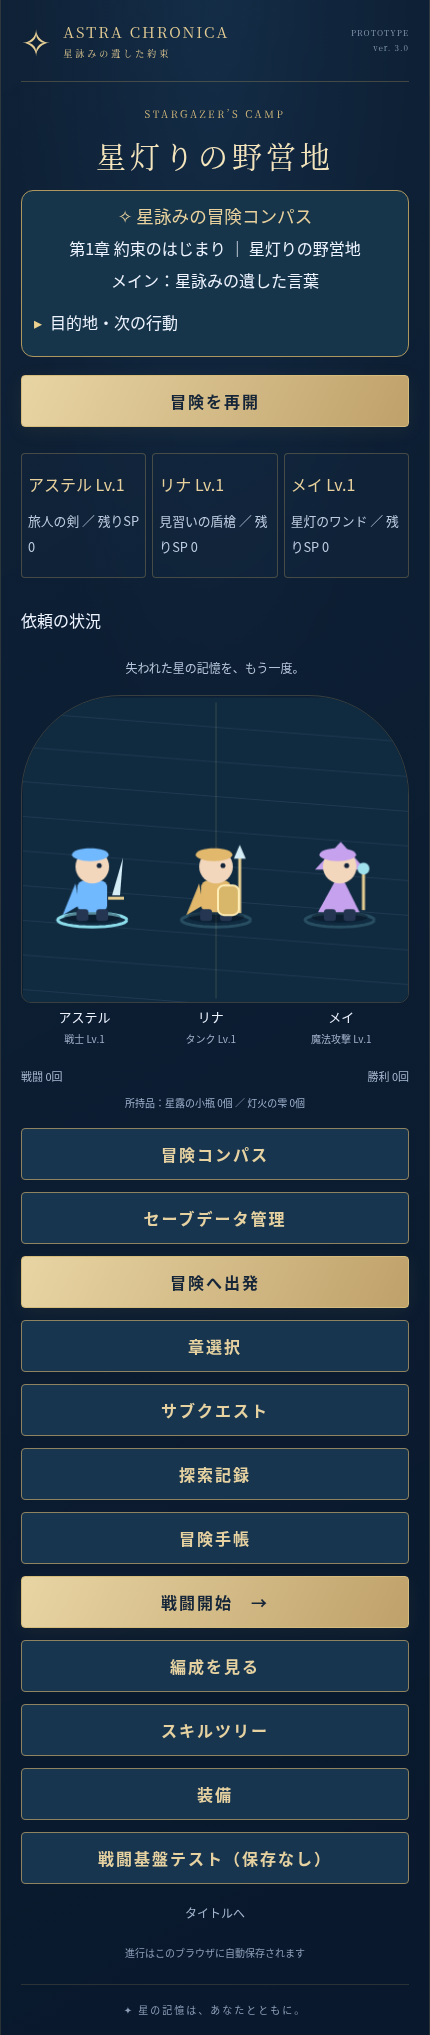 ASTRA CHRONICA
星詠みの遺した約束
PROTOTYPE
ver. 3.0
STARGAZER'S CAMP
星灯りの野営地
✧ 星詠みの冒険コンパス
第1章 約束のはじまり ｜ 星灯りの野営地
メイン：星詠みの遺した言葉
▸ 目的地・次の行動
冒険を再開
アステル Lv.1
旅人の剣 ／ 残りSP
0
リナ Lv.1
見習いの盾槍 ／ 残
りSP 0
メイ Lv.1
星灯のワンド ／ 残
りSP 0
依頼の状況
失われた星の記憶を、もう一度。
アステル
戦士 Lv.1
リナ
タンク Lv.1
メイ
魔法攻撃 Lv.1
戦闘 0回
勝利 0回
所持品：星露の小瓶 0個 ／ 灯火の雫 0個
冒険コンパス
セーブデータ管理
冒険へ出発
章選択
サブクエスト
探索記録
冒険手帳
戦闘開始　→
編成を見る
スキルツリー
装備
戦闘基盤テスト（保存なし）
タイトルへ
進行はこのブラウザに自動保存されます
✦ 星の記憶は、あなたとともに。